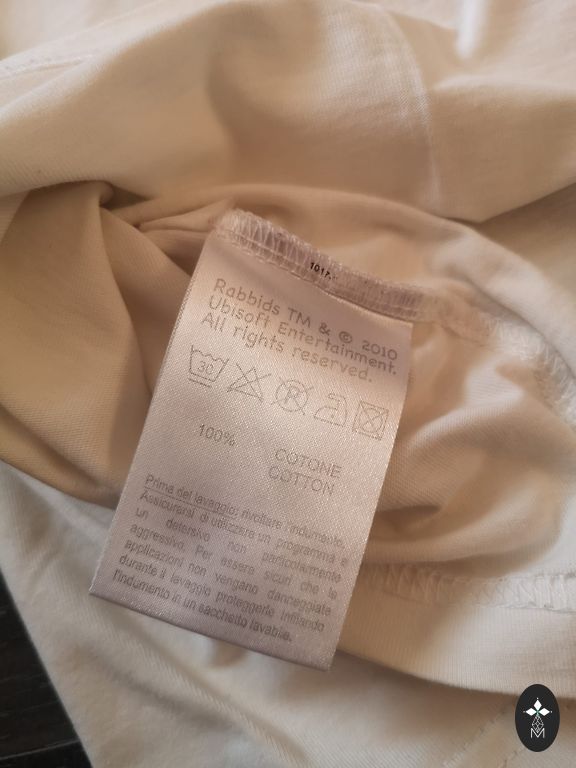 Rabbids TM & © 2010
Ubisoft Entertainment.
All rights reserved.
30 P
100% COTONE
COTTON
Prima del lavaggio: rivoltare l'indumento.
Assicurarsi di utilizzare un programma e
un detersivo non particolarmente
aggressivo. Per essere sicuri che le
applicazioni non vengano danneggiate
durante il lavaggio proteggerle infilando
l'indumento in un sacchetto lavabile.
M